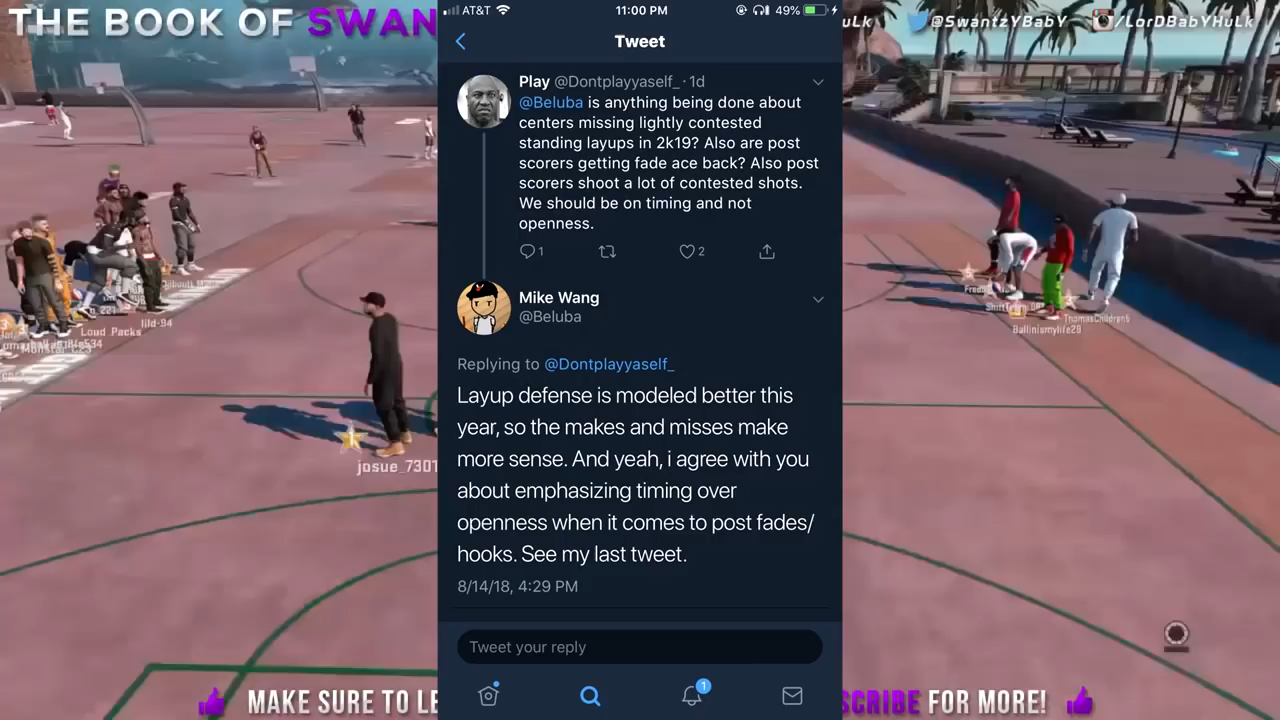 THE BOOK OF SWAN
AT&T
11:00 PM
49%
uLk
@SwantzYBabY
/LorDBabYHuLk
Tweet
Play @Dontplayyaself_ · 1d
@Beluba is anything being done about
centers missing lightly contested
standing layups in 2k19? Also are post
scorers getting fade ace back? Also post
scorers shoot a lot of contested shots.
We should be on timing and not
openness.
1
2
Mike Wang
@Beluba
Replying to @Dontplayyaself_
Layup defense is modeled better this
year, so the makes and misses make
more sense. And yeah, i agree with you
about emphasizing timing over
openness when it comes to post fades/
hooks. See my last tweet.
8/14/18, 4:29 PM
Tweet your reply
1
Loud_Packs
lild-94
josue_7301
ThomasChildren5
Ballinismylife29
MAKE SURE TO LE
SCRIBE FOR MORE!